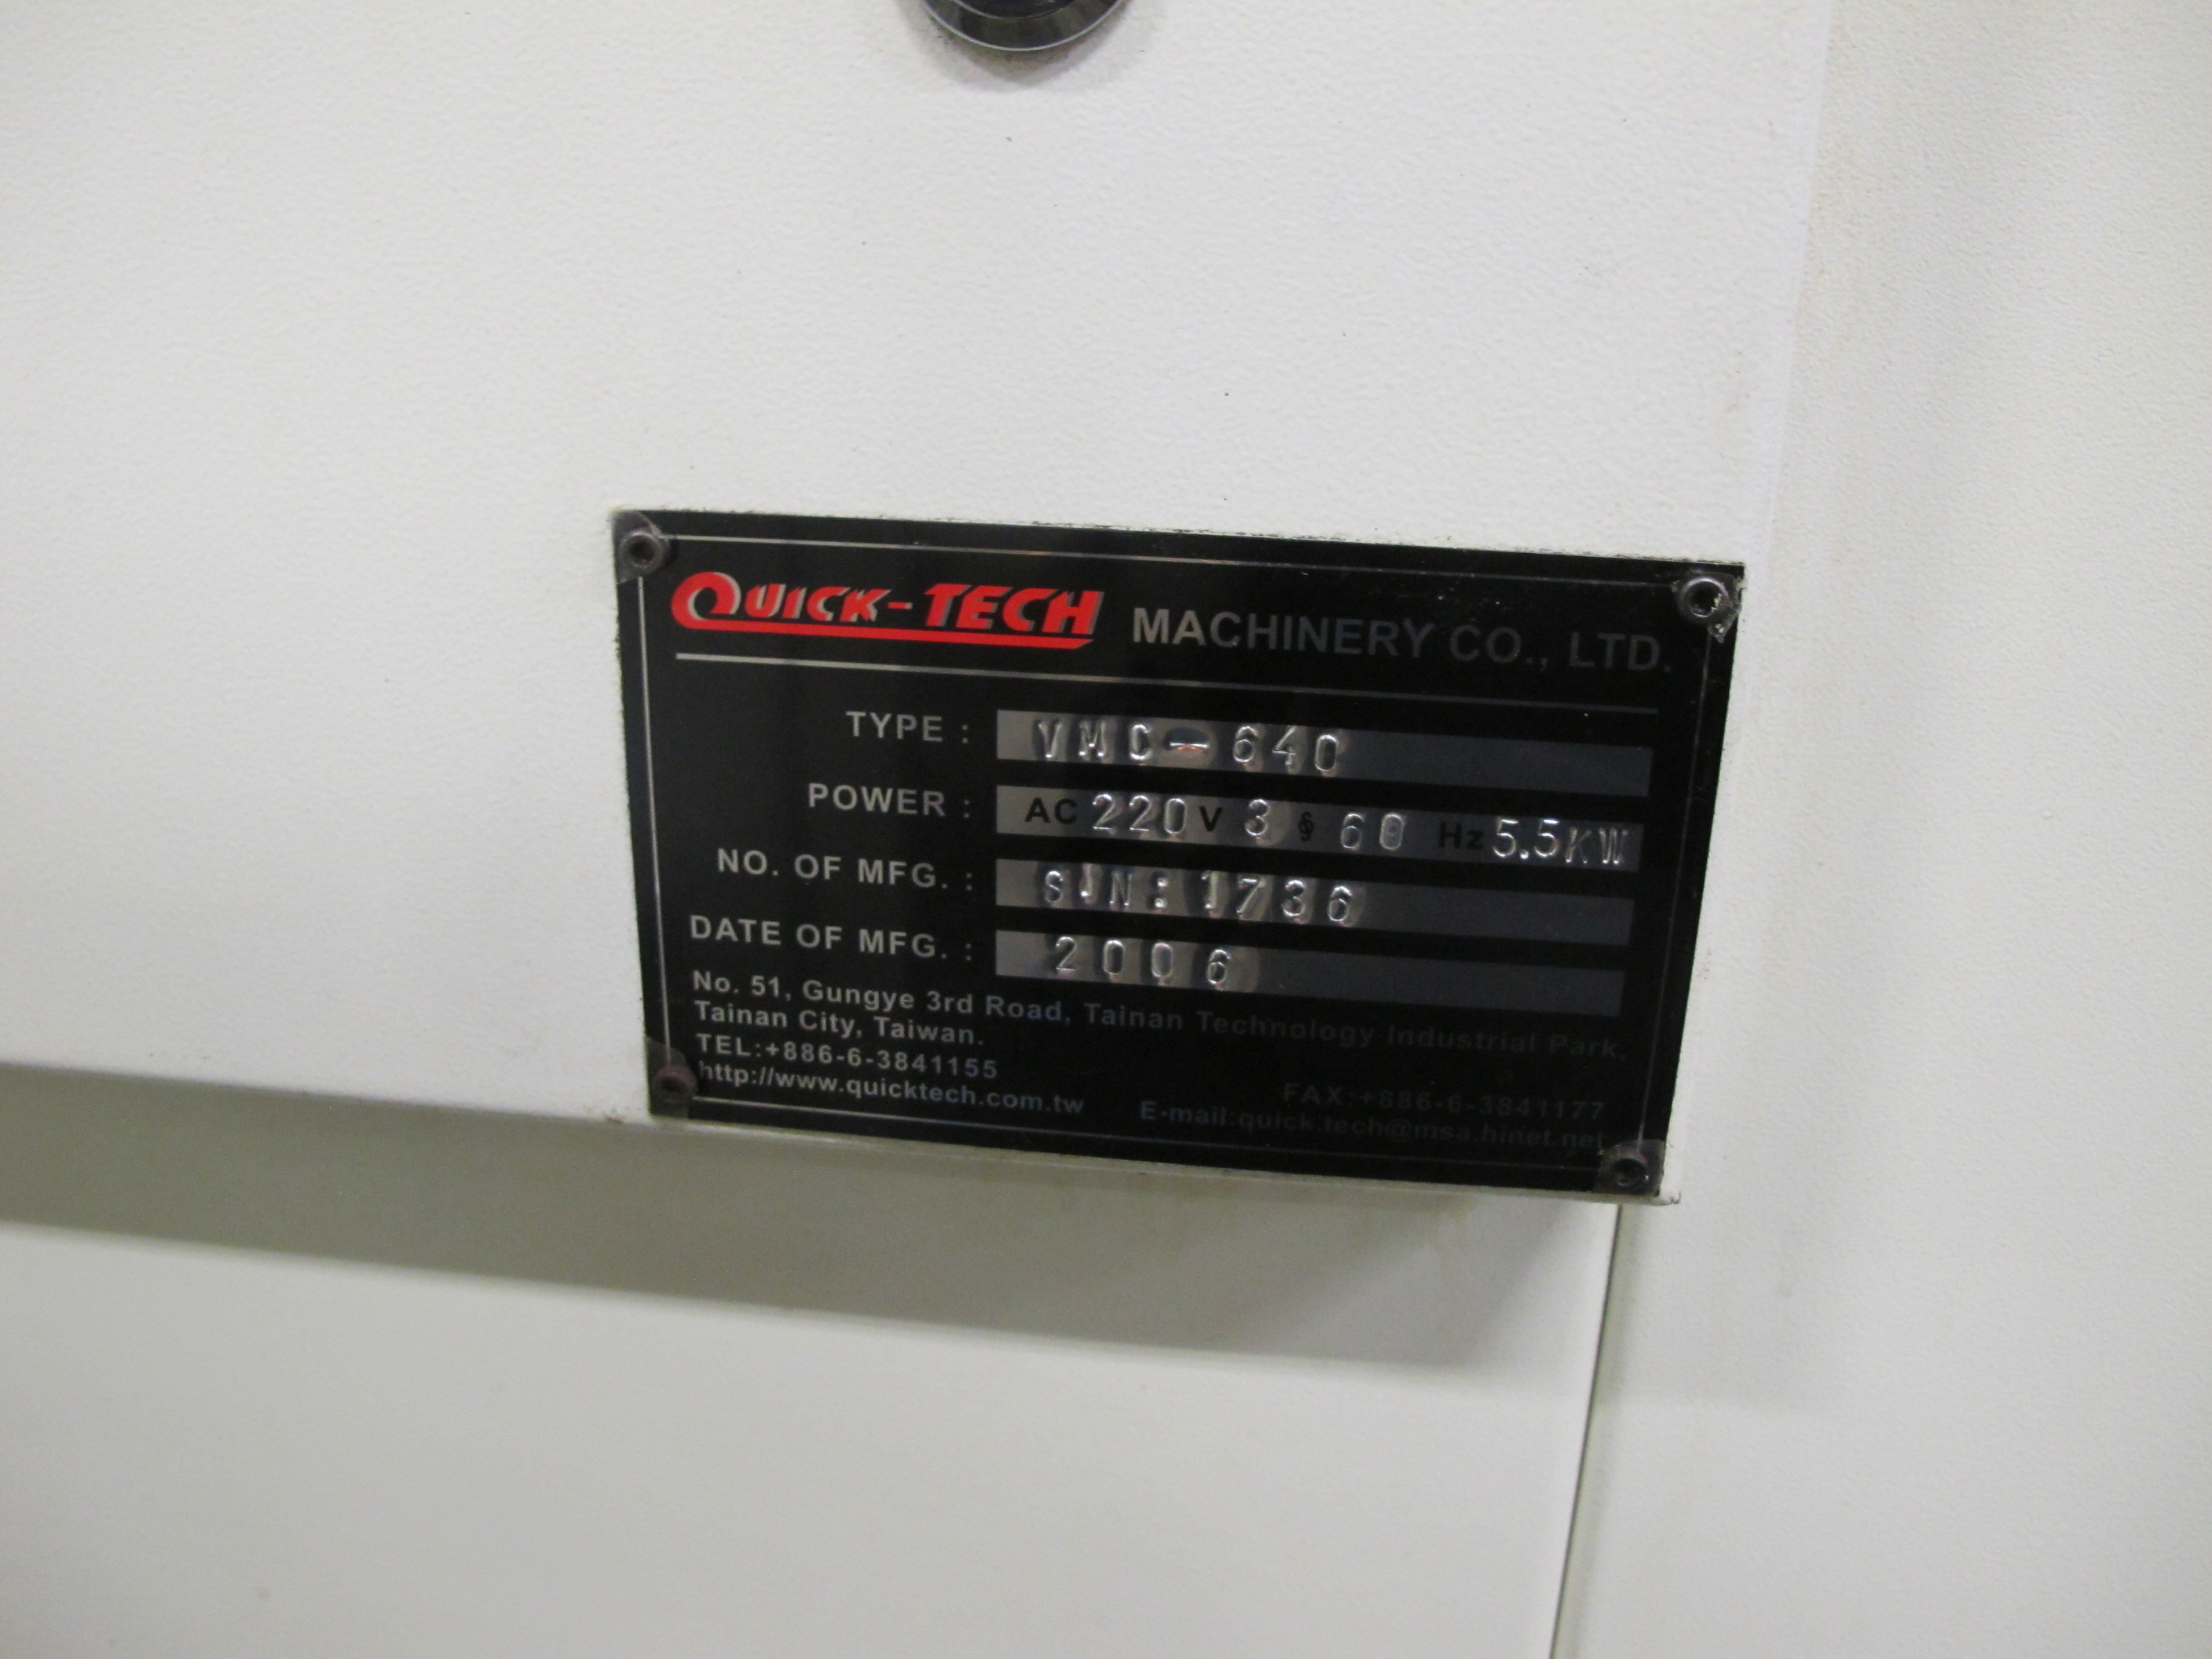 QUICK-TECH MACHINERY CO., LTD.
TYPE : VMC-640
POWER : AC 220 V 3 ϕ 60 Hz 5.5KW
NO. OF MFG. : S/N:1736
DATE OF MFG. : 2006
No. 51, Gungye 3rd Road, Tainan Technology Industrial Park,
Tainan City, Taiwan.
TEL:+886-6-3841155 FAX:+886-6-3841177
http://www.quicktech.com.tw E-mail:quick.tech@msa.hinet.net